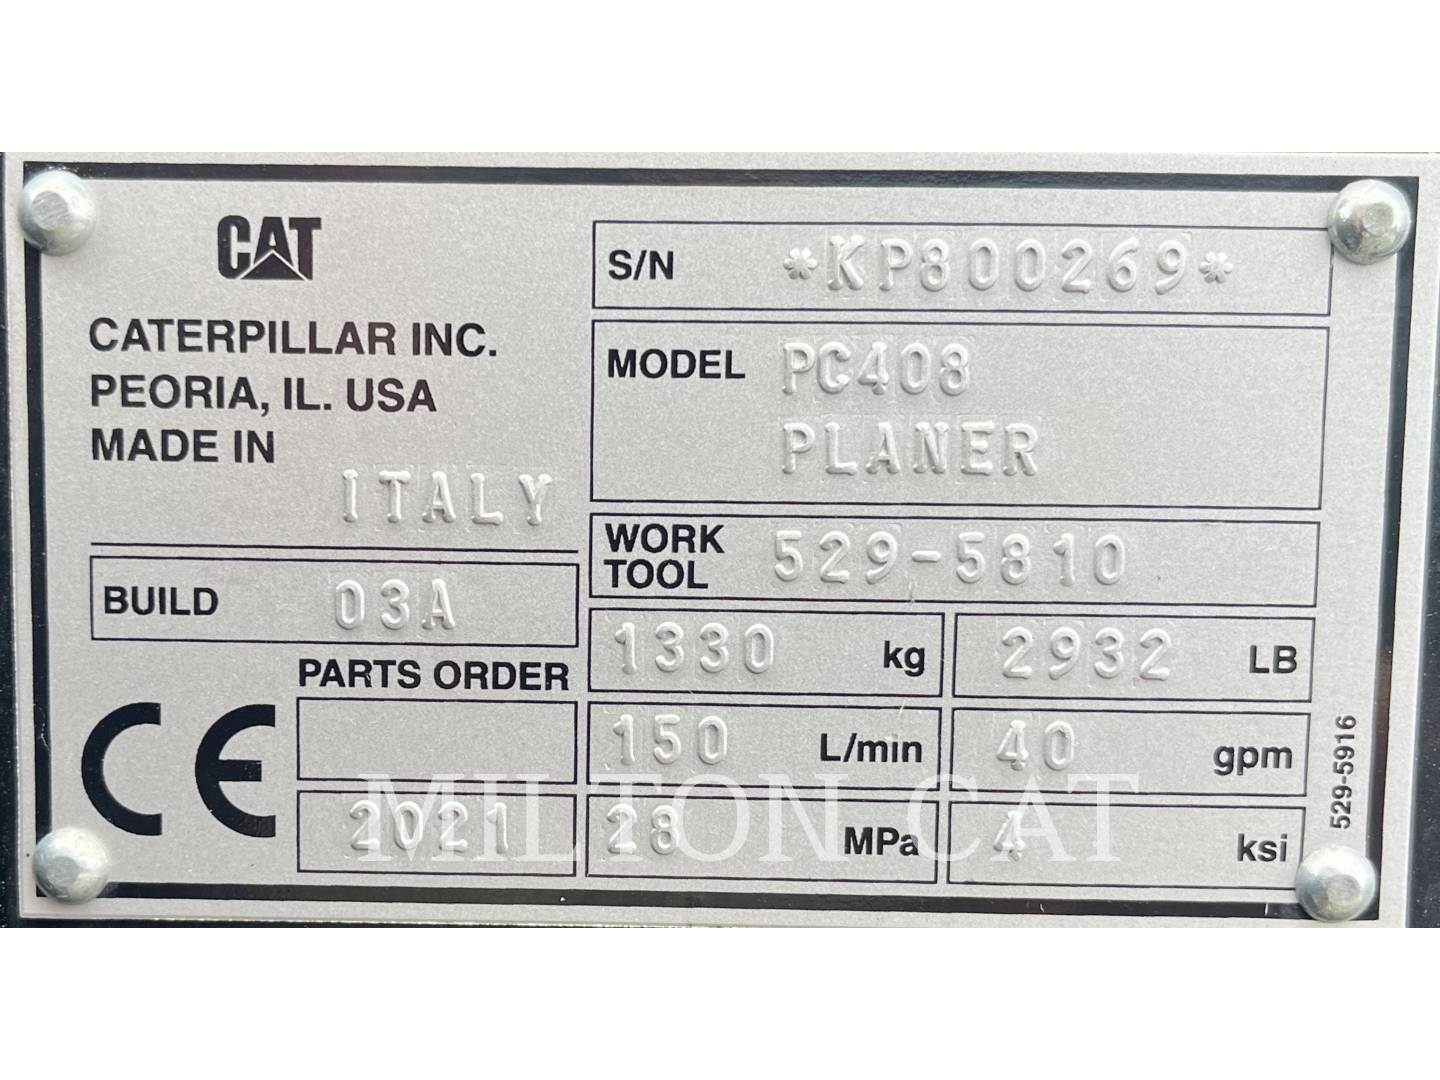 CAT
CATERPILLAR INC.
PEORIA, IL. USA
MADE IN
ITALY
BUILD 03A
PARTS ORDER
2021
CE
S/N *KP800269*
MODEL PC408
PLANER
WORK TOOL 529-5810
1330 kg 2932 LB
150 L/min 40 gpm
28 MPa 4 ksi
529-5916
MILTON CAT